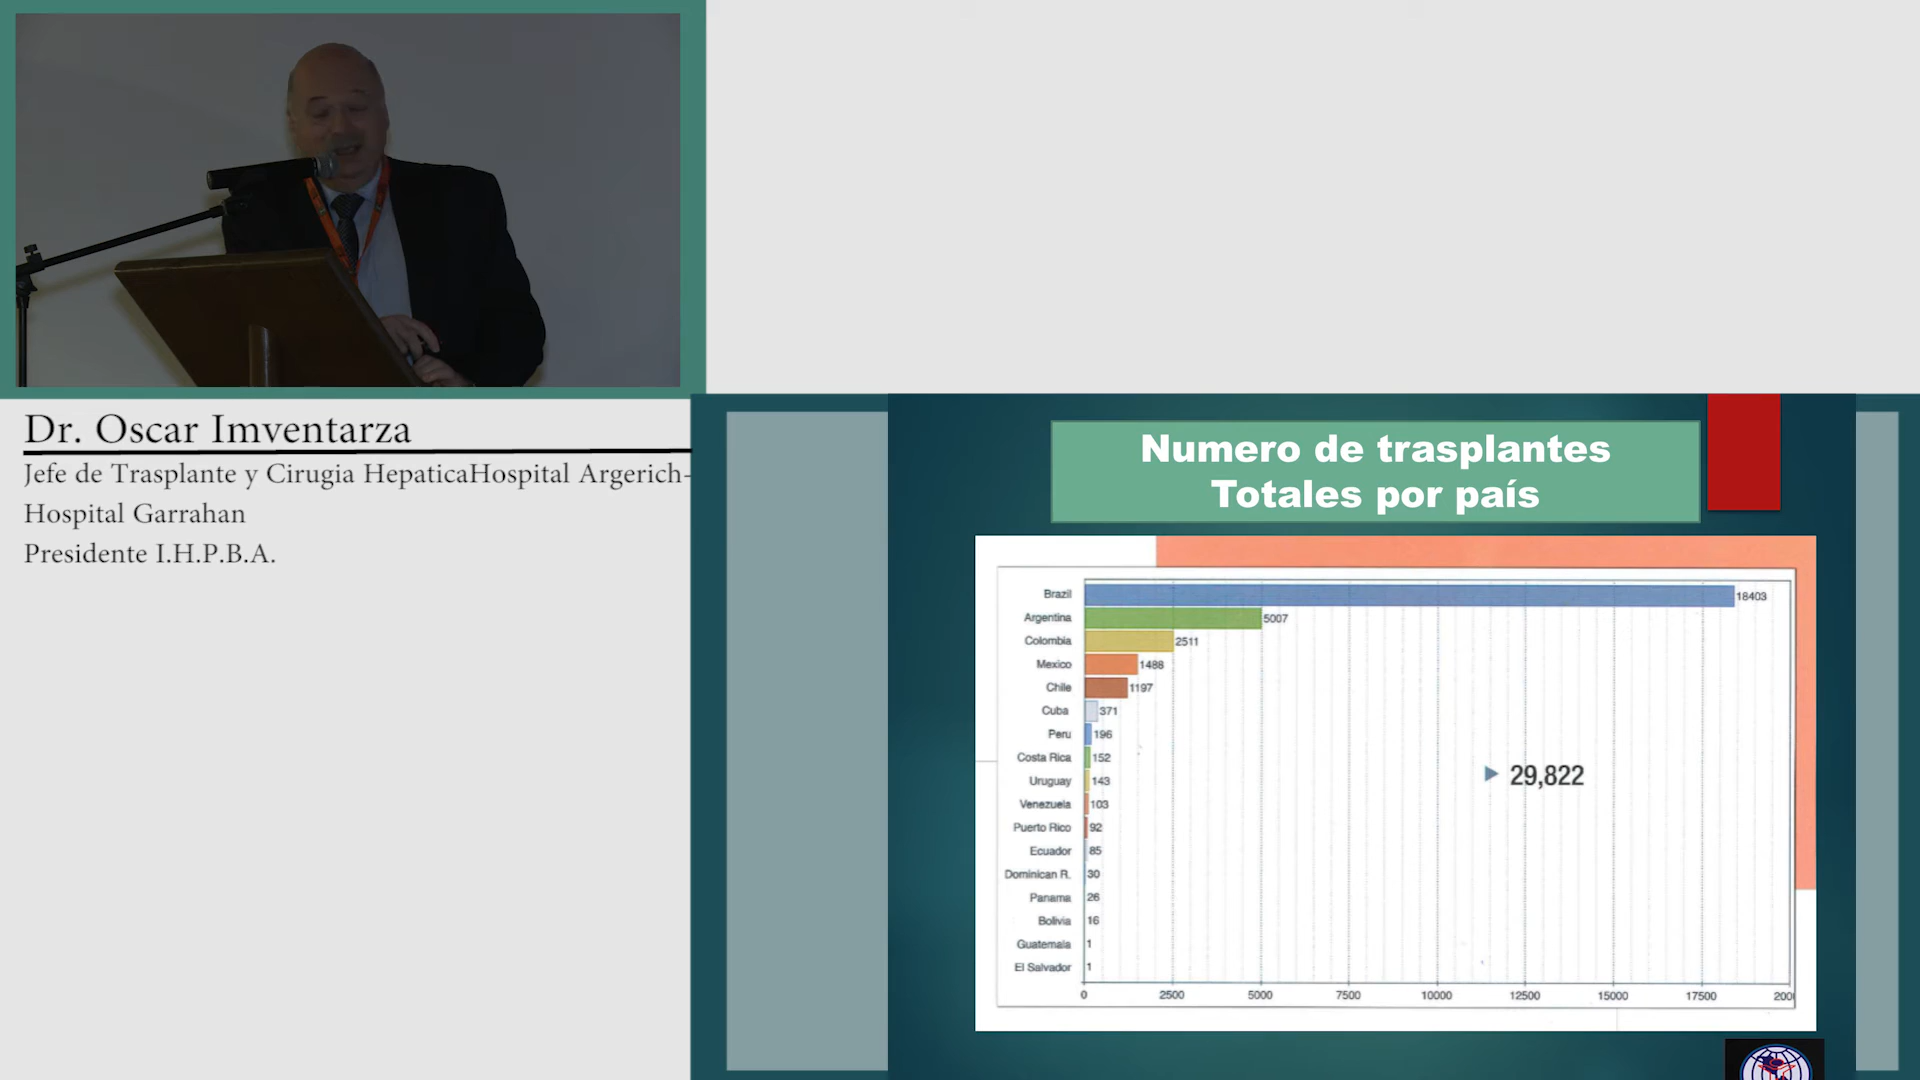 Dr. Oscar Imventarza
Jefe de Trasplante y Cirugia HepaticaHospital Argerich-
Hospital Garrahan
Presidente I.H.P.B.A.
Numero de trasplantes
Totales por país
Brazil 18403
Argentina 5007
Colombia 2511
Mexico 1488
Chile 1197
Cuba 371
Peru 196
Costa Rica 152
Uruguay 143
Venezuela 103
Puerto Rico 92
Ecuador 85
Dominican R. 30
Panama 26
Bolivia 16
Guatemala 1
El Salvador 1
29,822
0 2500 5000 7500 10000 12500 15000 17500 200